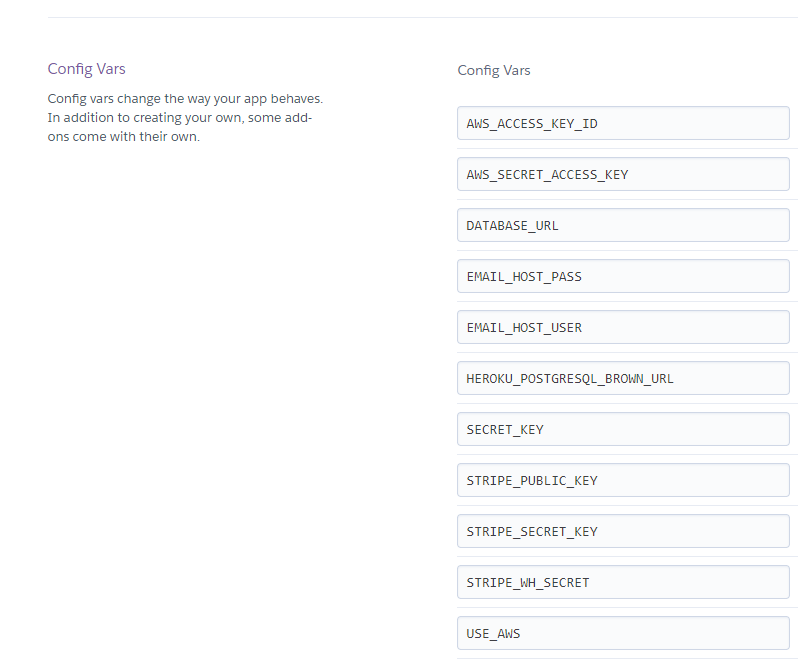 Config Vars
Config vars change the way your app behaves.
In addition to creating your own, some add-
ons come with their own.
Config Vars
AWS_ACCESS_KEY_ID
AWS_SECRET_ACCESS_KEY
DATABASE_URL
EMAIL_HOST_PASS
EMAIL_HOST_USER
HEROKU_POSTGRESQL_BROWN_URL
SECRET_KEY
STRIPE_PUBLIC_KEY
STRIPE_SECRET_KEY
STRIPE_WH_SECRET
USE_AWS